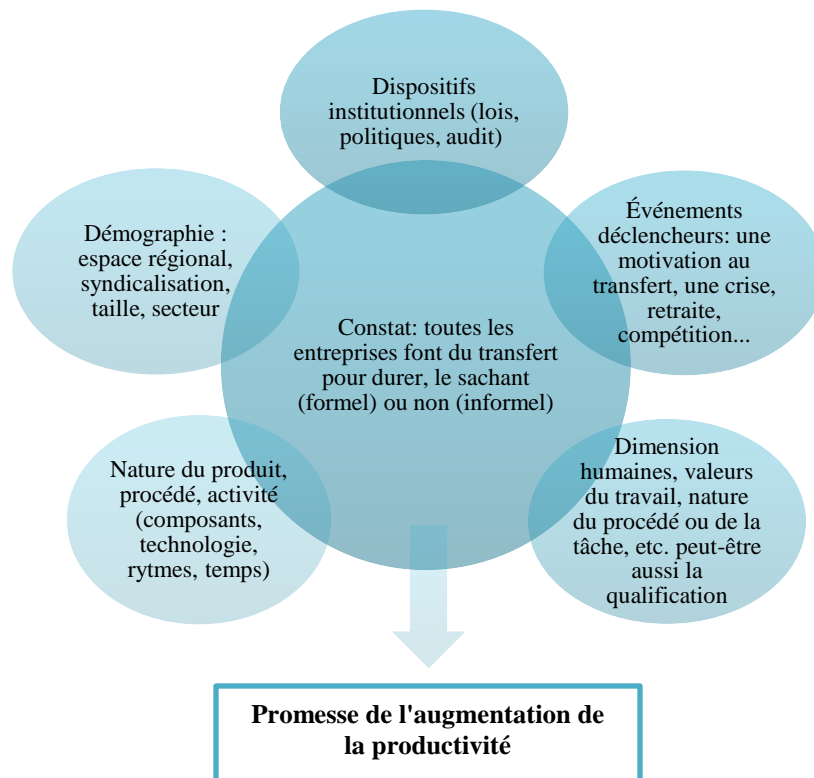 Dispositifs
institutionnels (lois,
politiques, audit)
Démographie :
espace régional,
syndicalisation,
taille, secteur
Événements
déclencheurs: une
motivation au
transfert, une crise,
retraite,
compétition...
Constat: toutes les
entreprises font du transfert
pour durer, le sachant
(formel) ou non (informel)
Nature du produit,
procédé, activité
(composants,
technologie,
rytmes, temps)
Dimension
humaines, valeurs
du travail, nature
du procédé ou de la
tâche, etc. peut-être
aussi la
qualification
Promesse de l'augmentation de
la productivité